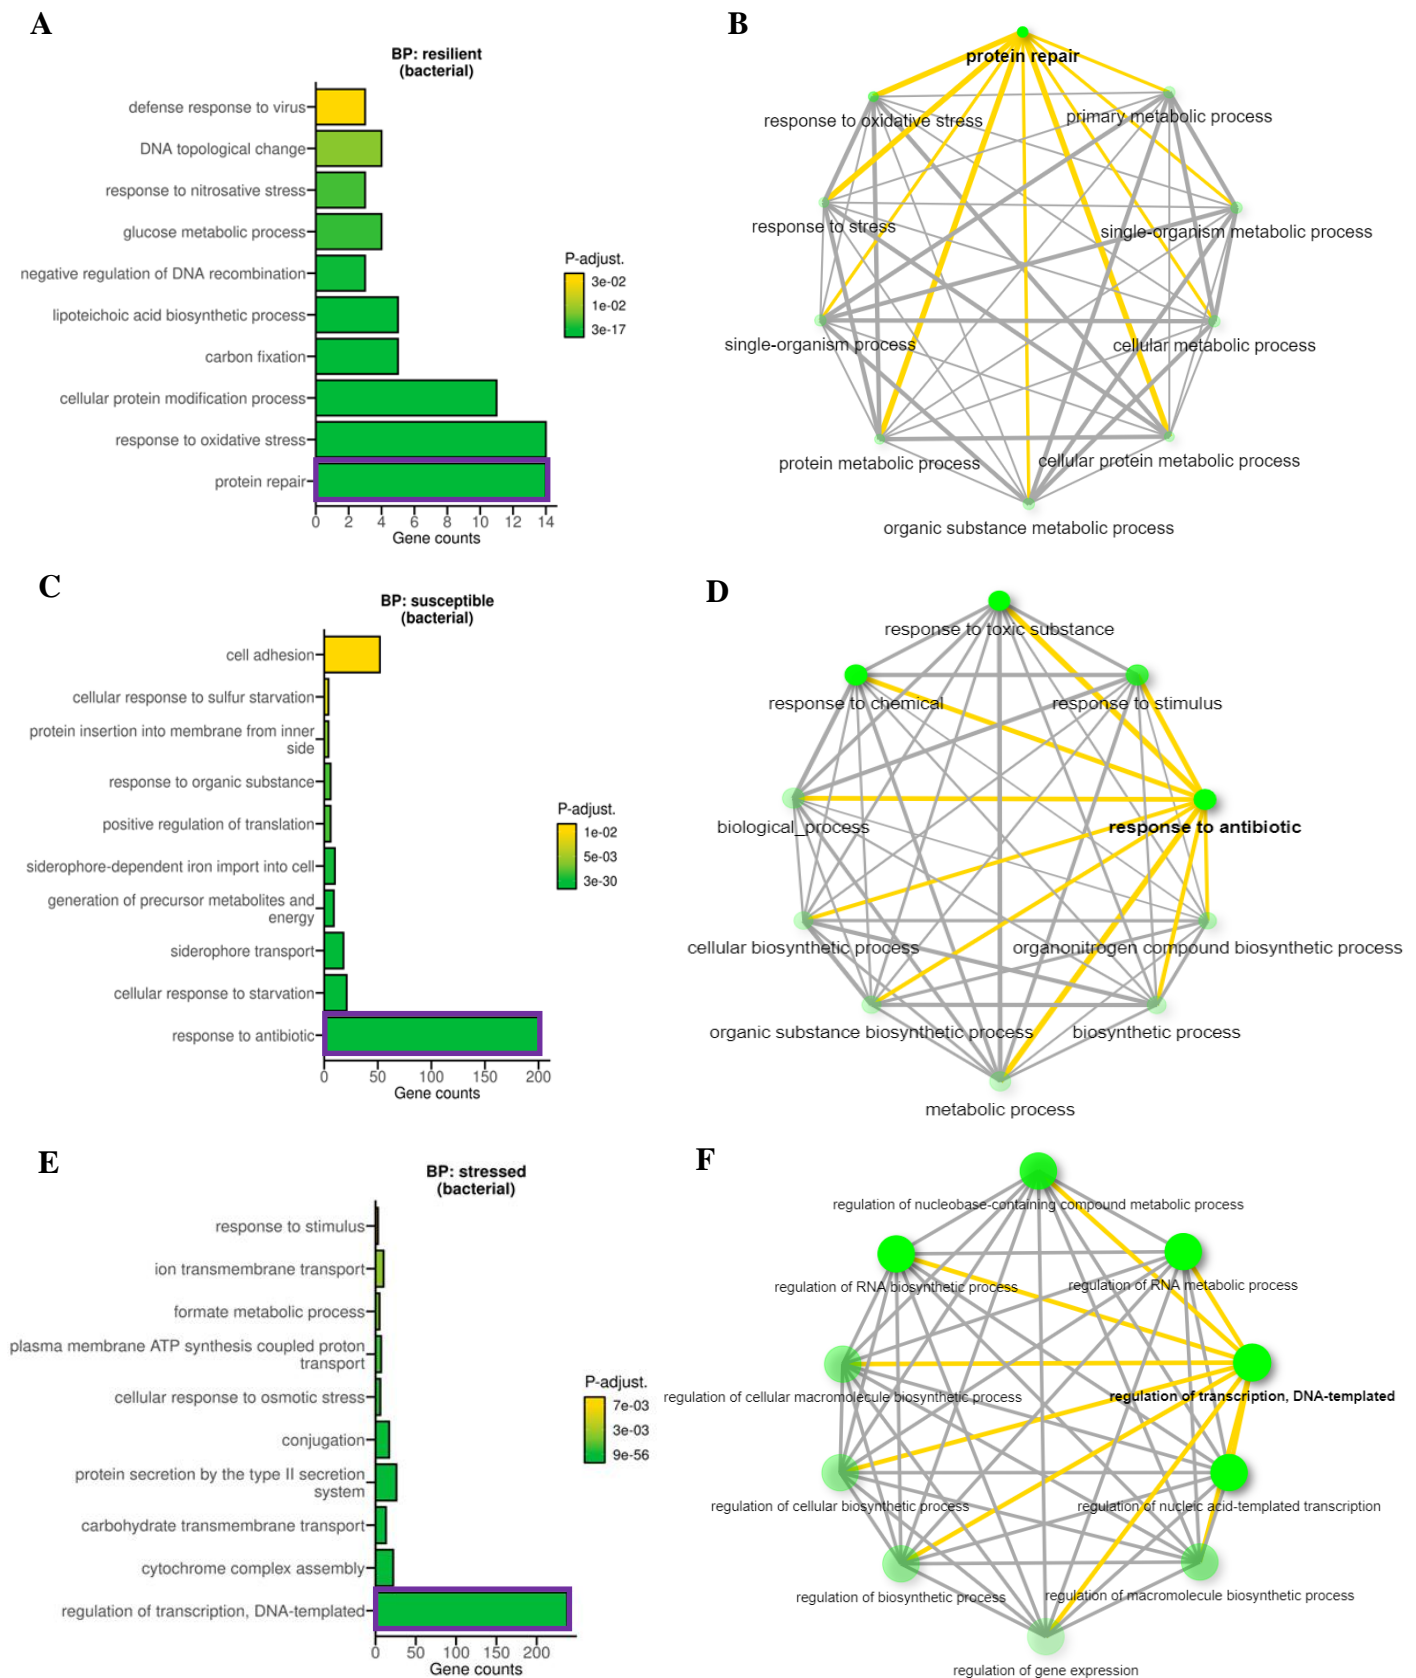 A
BP: resilient
(bacterial)
defense response to virus
DNA topological change
response to nitrosative stress
glucose metabolic process
negative regulation of DNA recombination
lipoteichoic acid biosynthetic process
carbon fixation
cellular protein modification process
response to oxidative stress
protein repair
0 2 4 6 8 10 12 14
Gene counts
P-adjust.
3e-02
1e-02
3e-17
B
protein repair
response to oxidative stress
primary metabolic process
response to stress
single-organism metabolic process
single-organism process
cellular metabolic process
protein metabolic process
cellular protein metabolic process
organic substance metabolic process
C
BP: susceptible
(bacterial)
cell adhesion
cellular response to sulfur starvation
protein insertion into membrane from inner
side
response to organic substance
positive regulation of translation
siderophore-dependent iron import into cell
generation of precursor metabolites and
energy
siderophore transport
cellular response to starvation
response to antibiotic
0 50 100 150 200
Gene counts
P-adjust.
1e-02
5e-03
3e-30
D
response to toxic substance
response to chemical
response to stimulus
biological_process
response to antibiotic
cellular biosynthetic process
organonitrogen compound biosynthetic process
organic substance biosynthetic process
biosynthetic process
metabolic process
E
BP: stressed
(bacterial)
response to stimulus
ion transmembrane transport
formate metabolic process
plasma membrane ATP synthesis coupled proton
transport
cellular response to osmotic stress
conjugation
protein secretion by the type II secretion
system
carbohydrate transmembrane transport
cytochrome complex assembly
regulation of transcription, DNA-templated
0 50 100 150 200
Gene counts
P-adjust.
7e-03
3e-03
9e-56
F
regulation of nucleobase-containing compound metabolic process
regulation of RNA biosynthetic process
regulation of RNA metabolic process
regulation of cellular macromolecule biosynthetic process
regulation of transcription, DNA-templated
regulation of cellular biosynthetic process
regulation of nucleic acid-templated transcription
regulation of biosynthetic process
regulation of macromolecule biosynthetic process
regulation of gene expression